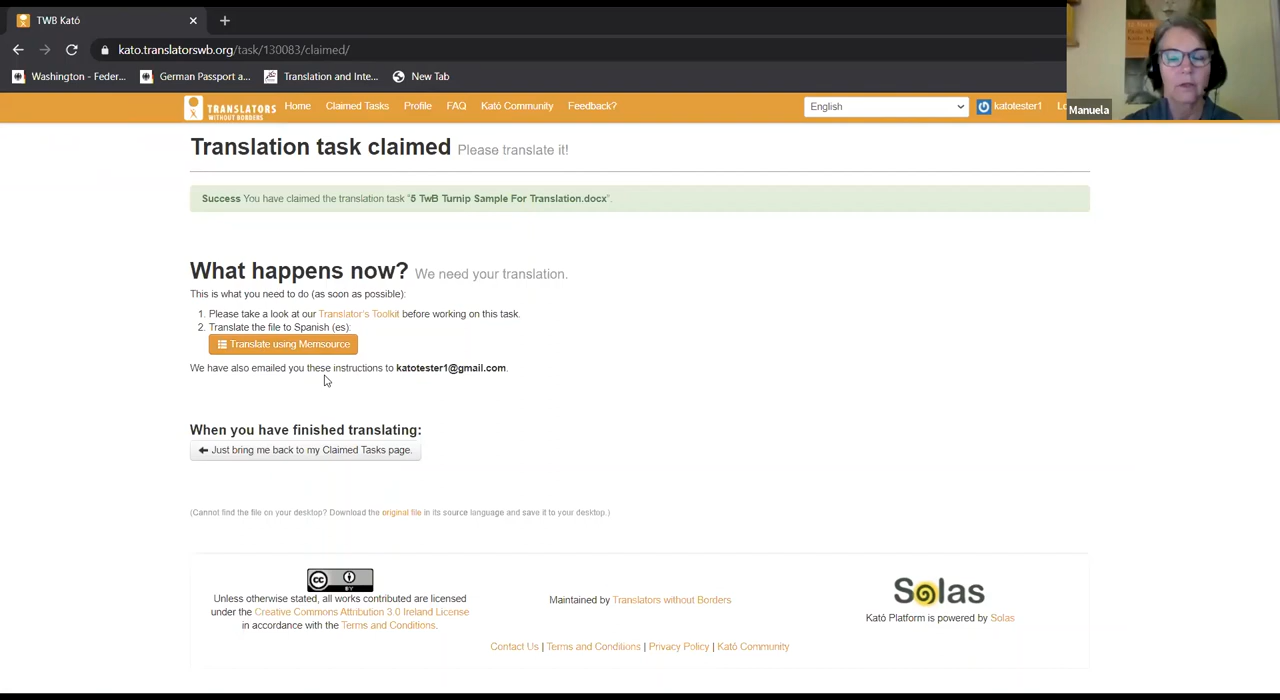 TWB Kató
kato.translatorswb.org/task/130083/claimed/
Washington - Feder...
German Passport a...
Translation and Inte...
New Tab
TRANSLATORS
WITHOUT BORDERS
Home
Claimed Tasks
Profile
FAQ
Kató Community
Feedback?
English
katotester1
Lo
Manuela
Translation task claimed Please translate it!
Success You have claimed the translation task "5 TwB Turnip Sample For Translation.docx".
What happens now? We need your translation.
This is what you need to do (as soon as possible):
1. Please take a look at our Translator's Toolkit before working on this task.
2. Translate the file to Spanish (es):
Translate using Memsource
We have also emailed you these instructions to katotester1@gmail.com.
When you have finished translating:
Just bring me back to my Claimed Tasks page.
(Cannot find the file on your desktop? Download the original file in its source language and save it to your desktop.)
CC BY
Unless otherwise stated, all works contributed are licensed
under the Creative Commons Attribution 3.0 Ireland License
in accordance with the Terms and Conditions.
Maintained by Translators without Borders
Solas
Kató Platform is powered by Solas
Contact Us | Terms and Conditions | Privacy Policy | Kató Community